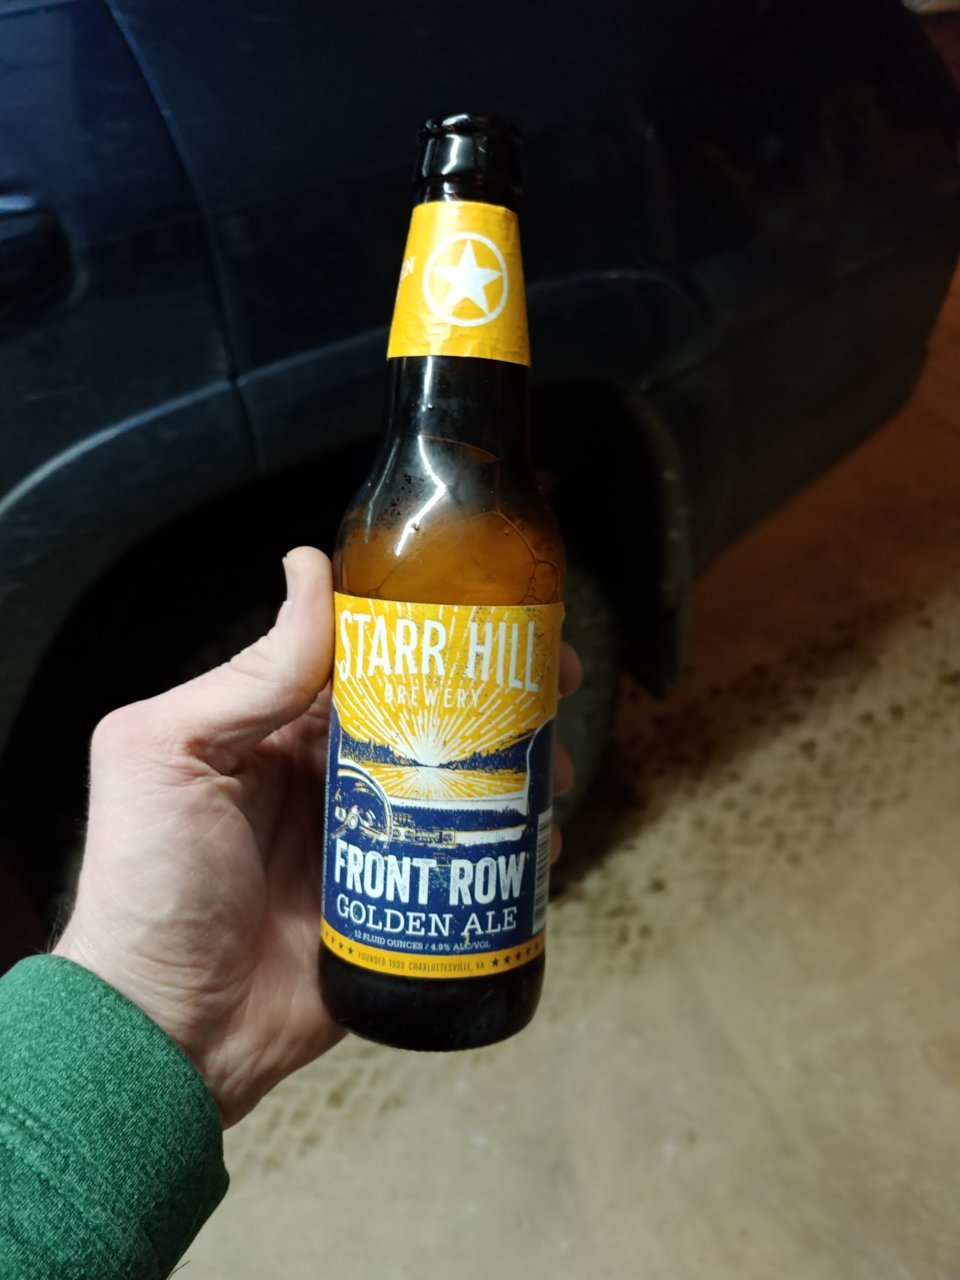 STARR HILL
BREWERY
FRONT ROW
GOLDEN ALE
12 FLUID OUNCES / 4.9% ALC/VOL
FOUNDED 1999 CHARLOTTESVILLE, VA